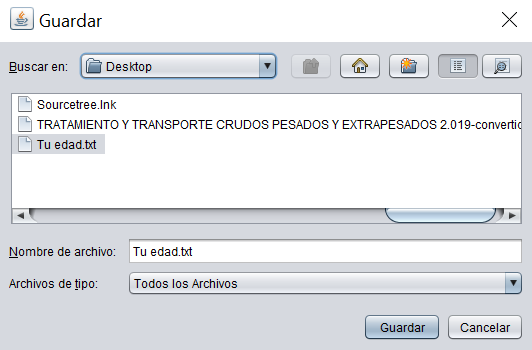 Guardar
Buscar en: Desktop
Sourcetree.lnk
TRATAMIENTO Y TRANSPORTE CRUDOS PESADOS Y EXTRAPESADOS 2.019-convertic
Tu edad.txt
Nombre de archivo: Tu edad.txt
Archivos de tipo: Todos los Archivos
Guardar Cancelar